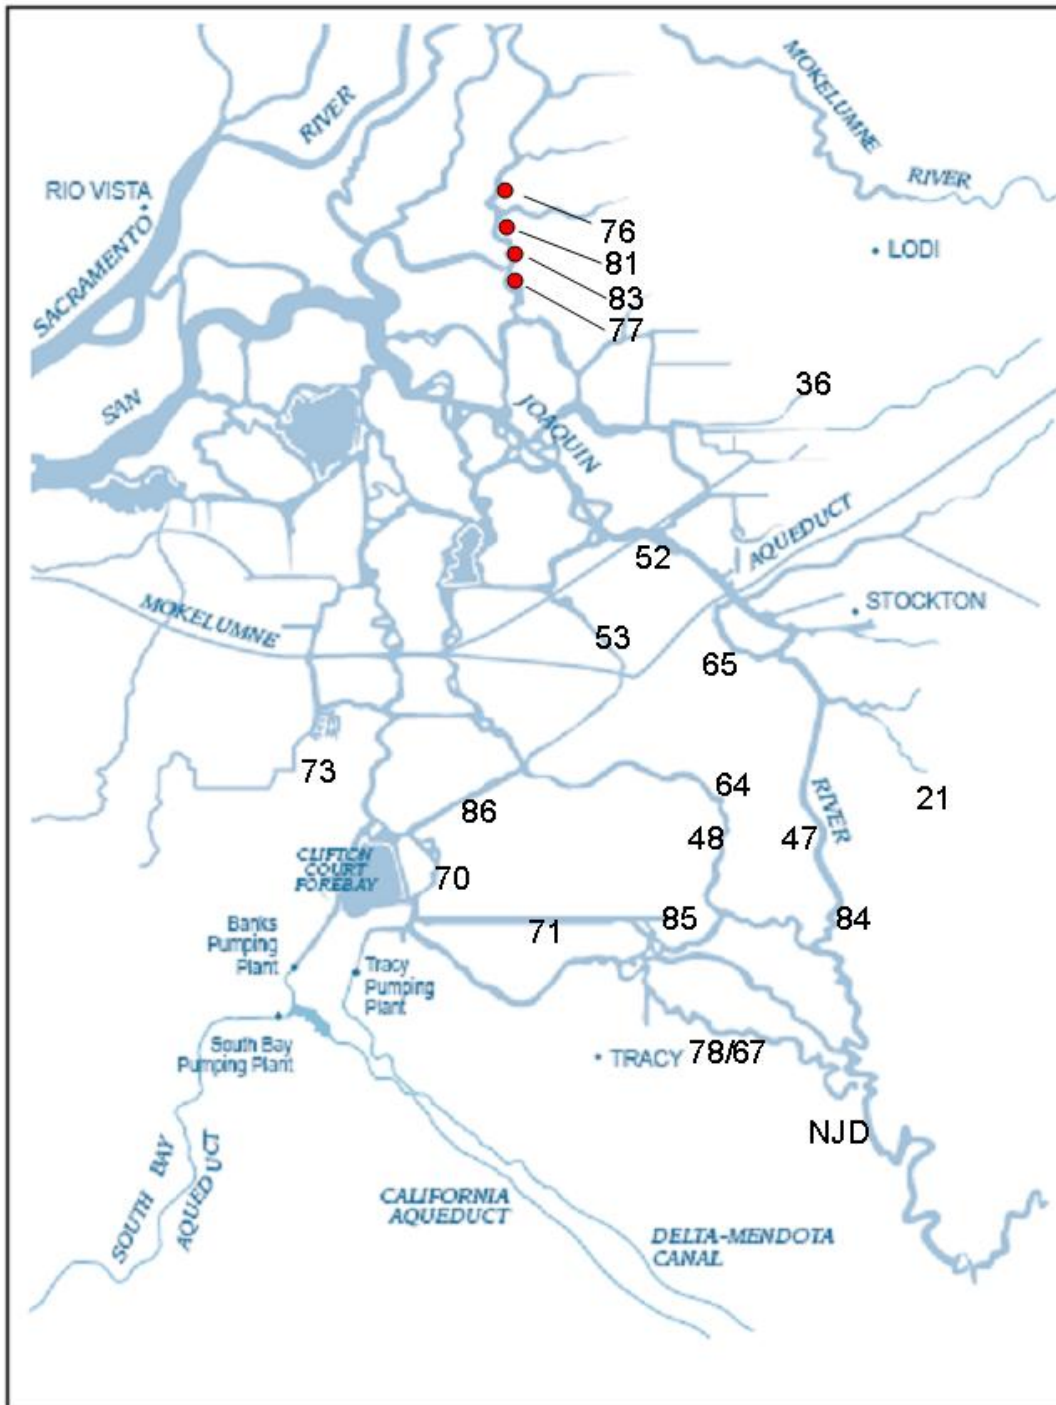 MOKELUMNE
RIVER
RIVER
RIO VISTA
SACRAMENTO
RIVER
76
LODI
81
83
77
36
SAN
JOAQUIN
AQUEDUCT
52
STOCKTON
MOKELUMNE
53
65
73
64
21
86
RIVER
48
47
CLIFTON
COURT
FOREBAY
70
85
84
71
Banks
Pumping
Plant
Tracy
Pumping
Plant
South Bay
Pumping Plant
TRACY
78/67
NJD
SOUTH BAY
AQUEDUCT
CALIFORNIA
AQUEDUCT
DELTA-MENDOTA
CANAL